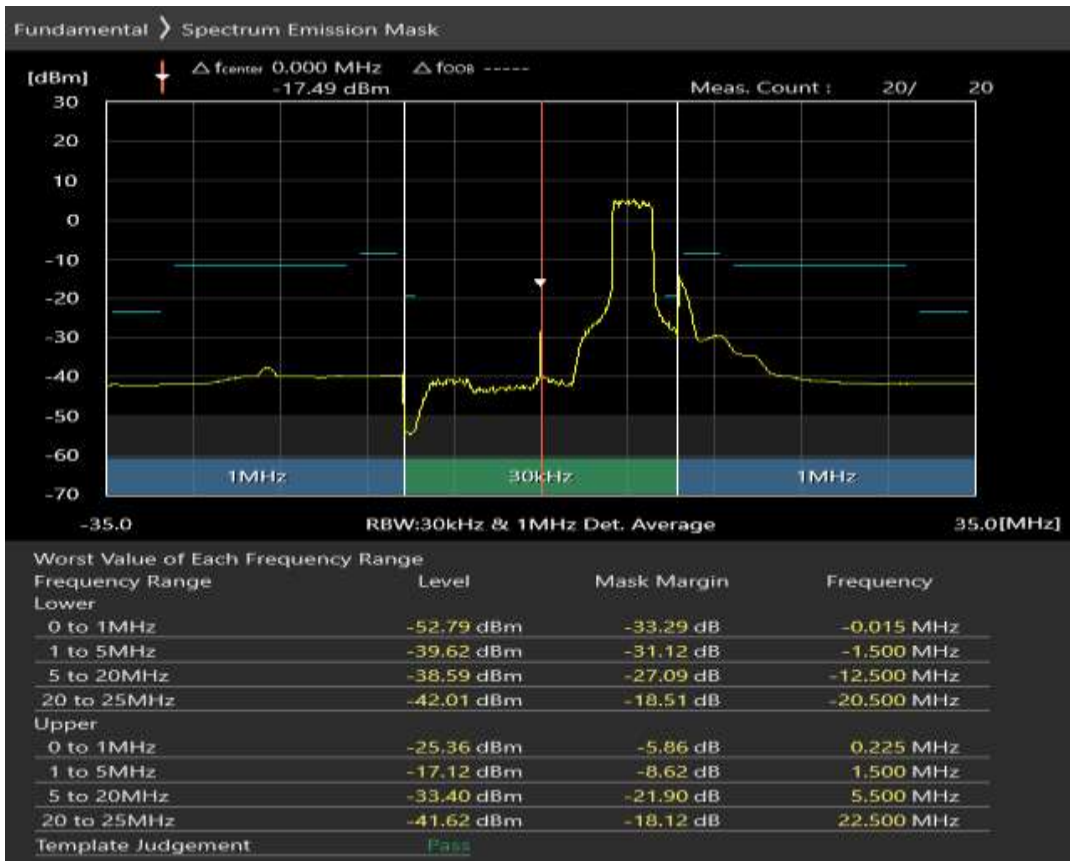 Fundamental ❯ Spectrum Emission Mask
[dBm] △ fcenter 0.000 MHz △ fOOB -----
-17.49 dBm Meas. Count : 20/ 20
30
20
10
0
-10
-20
-30
-40
-50
-60
-70
1MHz 30kHz 1MHz
-35.0 RBW:30kHz & 1MHz Det. Average 35.0[MHz]
Worst Value of Each Frequency Range
Frequency Range Level Mask Margin Frequency
Lower
0 to 1MHz -52.79 dBm -33.29 dB -0.015 MHz
1 to 5MHz -39.62 dBm -31.12 dB -1.500 MHz
5 to 20MHz -38.59 dBm -27.09 dB -12.500 MHz
20 to 25MHz -42.01 dBm -18.51 dB -20.500 MHz
Upper
0 to 1MHz -25.36 dBm -5.86 dB 0.225 MHz
1 to 5MHz -17.12 dBm -8.62 dB 1.500 MHz
5 to 20MHz -33.40 dBm -21.90 dB 5.500 MHz
20 to 25MHz -41.62 dBm -18.12 dB 22.500 MHz
Template Judgement Pass